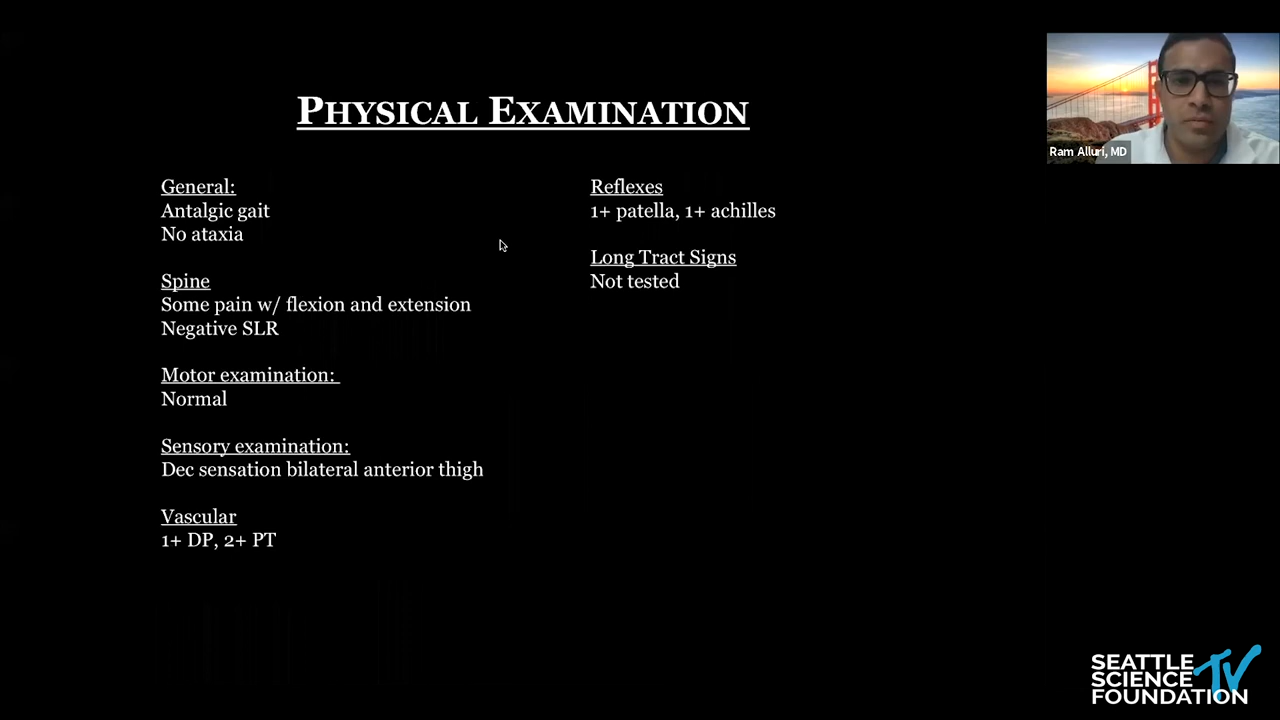 PHYSICAL EXAMINATION
General:
Antalgic gait
No ataxia
Spine
Some pain w/ flexion and extension
Negative SLR
Motor examination:
Normal
Sensory examination:
Dec sensation bilateral anterior thigh
Vascular
1+ DP, 2+ PT
Reflexes
1+ patella, 1+ achilles
Long Tract Signs
Not tested
Ram Alluri, MD
SEATTLE
SCIENCE TV
FOUNDATION